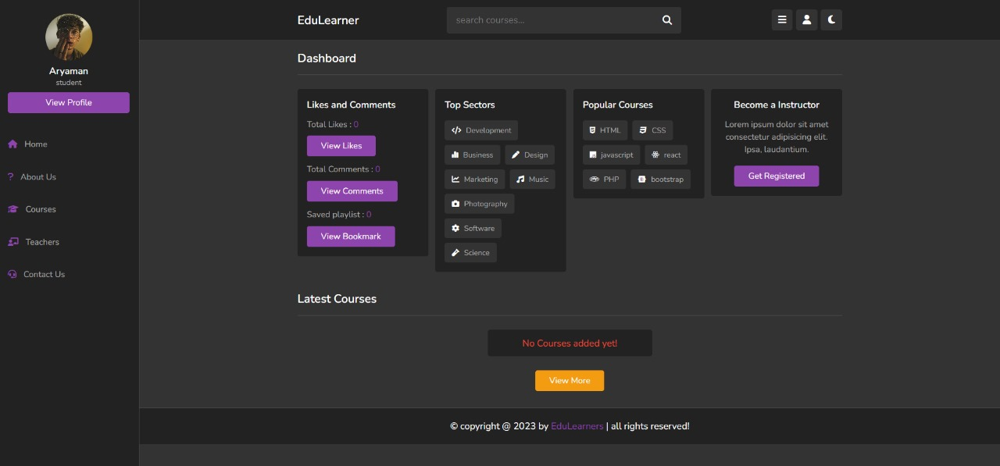 Aryaman
student
View Profile
Home
About Us
Courses
Teachers
Contact Us
EduLearner
search courses...
Dashboard
Likes and Comments
Total Likes : 0
View Likes
Total Comments : 0
View Comments
Saved playlist : 0
View Bookmark
Top Sectors
Development
Business Design
Marketing Music
Photography
Software
Science
Popular Courses
HTML CSS
javascript react
PHP bootstrap
Become a Instructor
Lorem ipsum dolor sit amet
consectetur adipisicing elit.
Ipsa, laudantium.
Get Registered
Latest Courses
No Courses added yet!
View More
© copyright @ 2023 by EduLearners | all rights reserved!